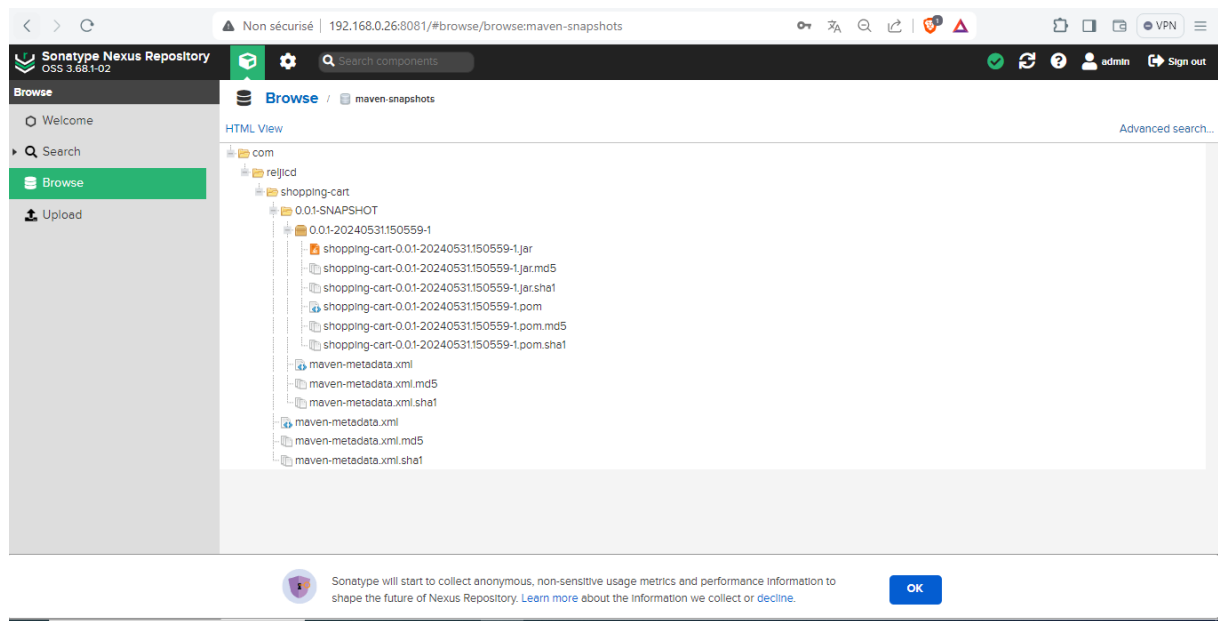 Non sécurisé 192.168.0.26:8081/#browse/browse:maven-snapshots VPN
Sonatype Nexus Repository
OSS 3.68.1-02
Search components
admin Sign out
Browse
Welcome
Search
Browse
Upload
Browse / maven-snapshots
HTML View Advanced search...
com
reljicd
shopping-cart
0.0.1-SNAPSHOT
0.0.1-20240531.150559-1
shopping-cart-0.0.1-20240531.150559-1.jar
shopping-cart-0.0.1-20240531.150559-1.jar.md5
shopping-cart-0.0.1-20240531.150559-1.jar.sha1
shopping-cart-0.0.1-20240531.150559-1.pom
shopping-cart-0.0.1-20240531.150559-1.pom.md5
shopping-cart-0.0.1-20240531.150559-1.pom.sha1
maven-metadata.xml
maven-metadata.xml.md5
maven-metadata.xml.sha1
maven-metadata.xml
maven-metadata.xml.md5
maven-metadata.xml.sha1
Sonatype will start to collect anonymous, non-sensitive usage metrics and performance information to
shape the future of Nexus Repository. Learn more about the information we collect or decline.
OK